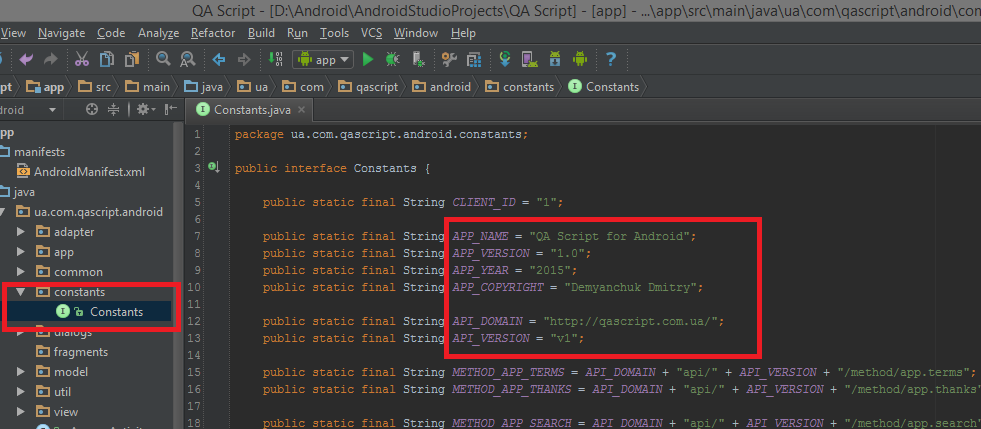 QA Script - [D:\Android\AndroidStudioProjects\QA Script] - [app] - ...\app\src\main\java\ua\com\qascript\android\con
View Navigate Code Analyze Refactor Build Run Tools VCS Window Help
app
pt app src main java ua com qascript android constants Constants
droid
Constants.java
pp
manifests
AndroidManifest.xml
java
ua.com.qascript.android
adapter
app
common
constants
Constants
dialogs
fragments
model
util
view
1 package ua.com.qascript.android.constants;
2
3 public interface Constants {
4
5 public static final String CLIENT_ID = "1";
6
7 public static final String APP_NAME = "QA Script for Android";
8 public static final String APP_VERSION = "1.0";
9 public static final String APP_YEAR = "2015";
10 public static final String APP_COPYRIGHT = "Demyanchuk Dmitry";
11
12 public static final String API_DOMAIN = "http://qascript.com.ua/";
13 public static final String API_VERSION = "v1";
14
15 public static final String METHOD_APP_TERMS = API_DOMAIN + "api/" + API_VERSION + "/method/app.terms";
16 public static final String METHOD_APP_THANKS = API_DOMAIN + "api/" + API_VERSION + "/method/app.thanks"
17
18 public static final String METHOD_APP_SEARCH = API_DOMAIN + "api/" + API_VERSION + "/method/app.search"